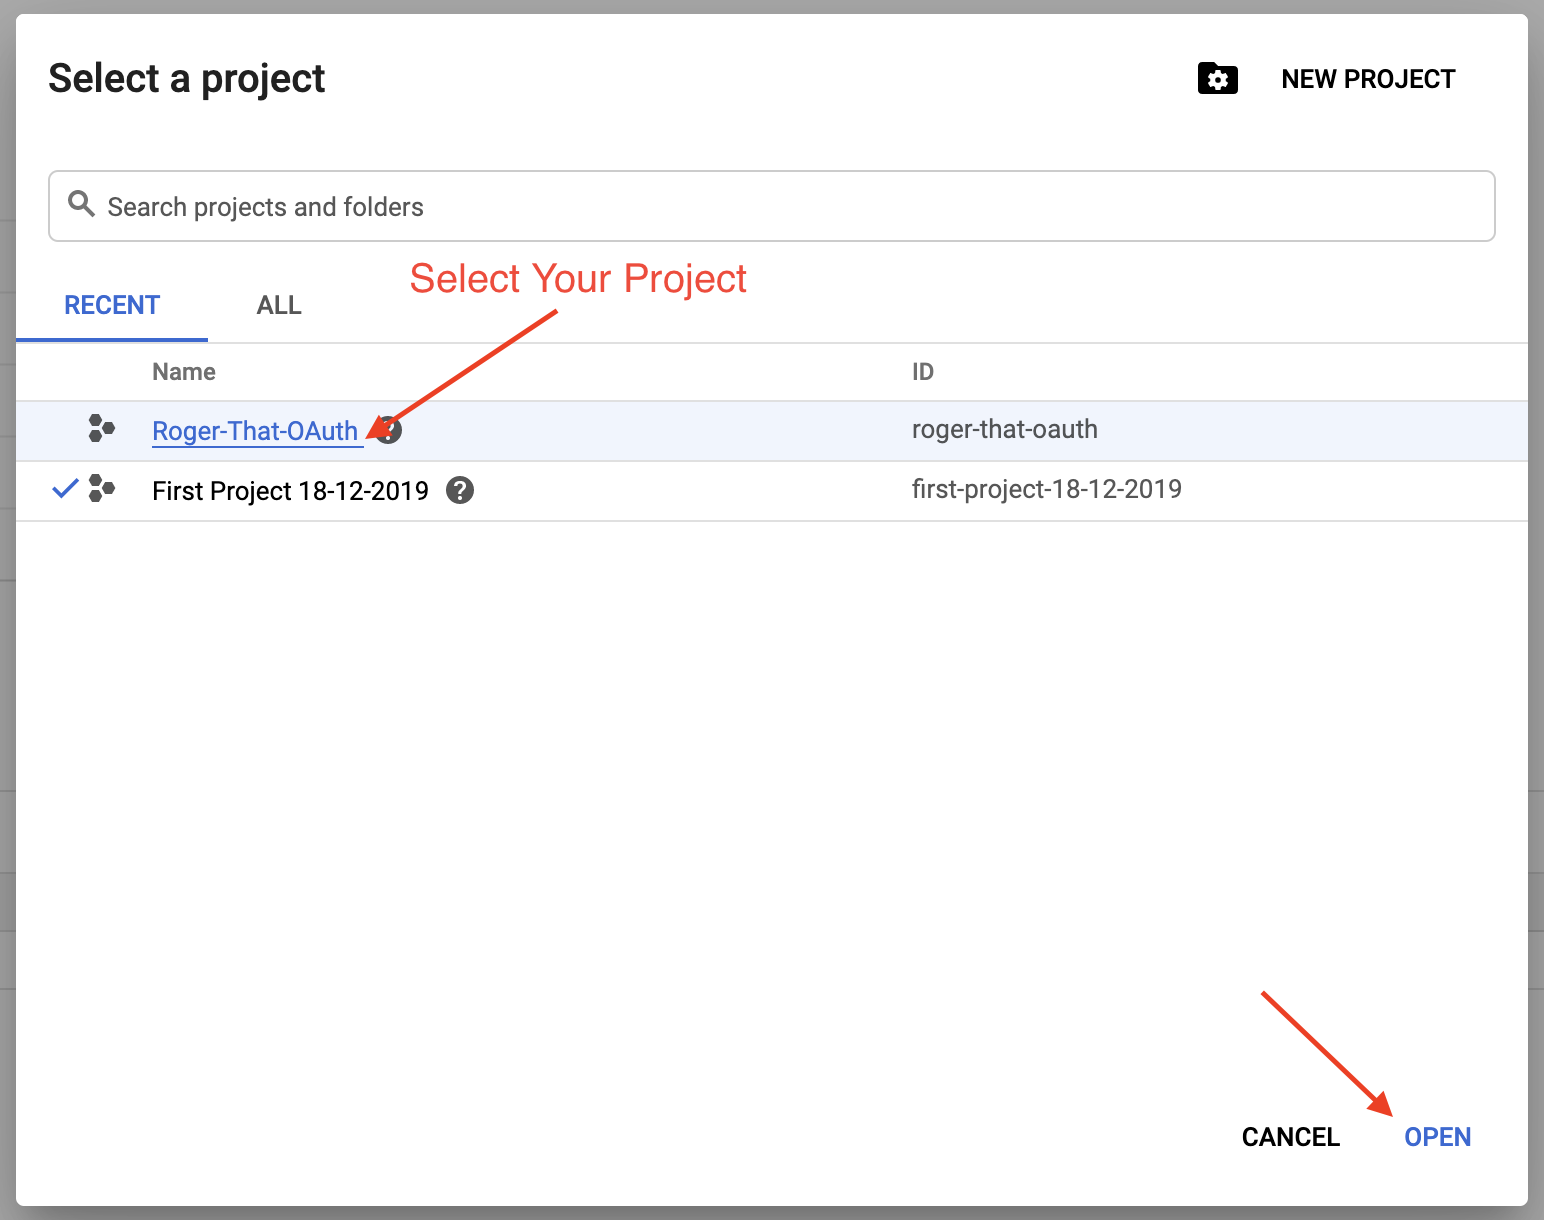 Select a project
NEW PROJECT
Search projects and folders
Select Your Project
RECENT ALL
Name ID
Roger-That-OAuth roger-that-oauth
First Project 18-12-2019 first-project-18-12-2019
CANCEL OPEN